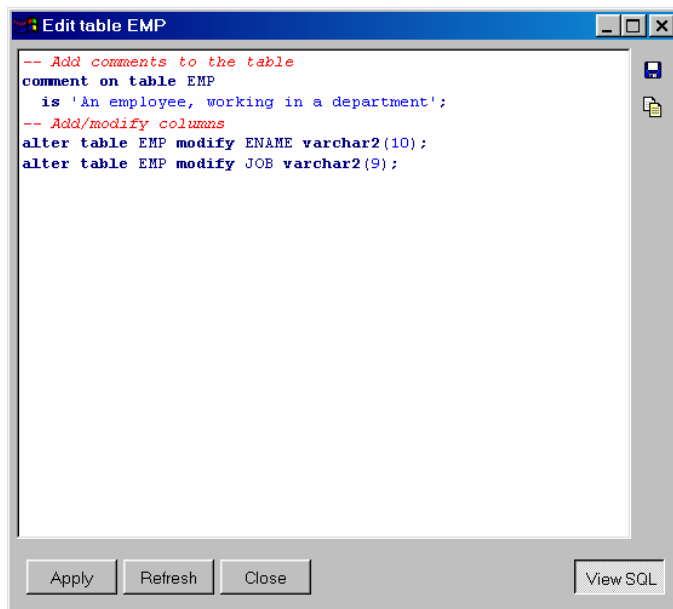 Edit table EMP
-- Add comments to the table
comment on table EMP
  is 'An employee, working in a department';
-- Add/modify columns
alter table EMP modify ENAME varchar2(10);
alter table EMP modify JOB varchar2(9);
Apply Refresh Close View SQL